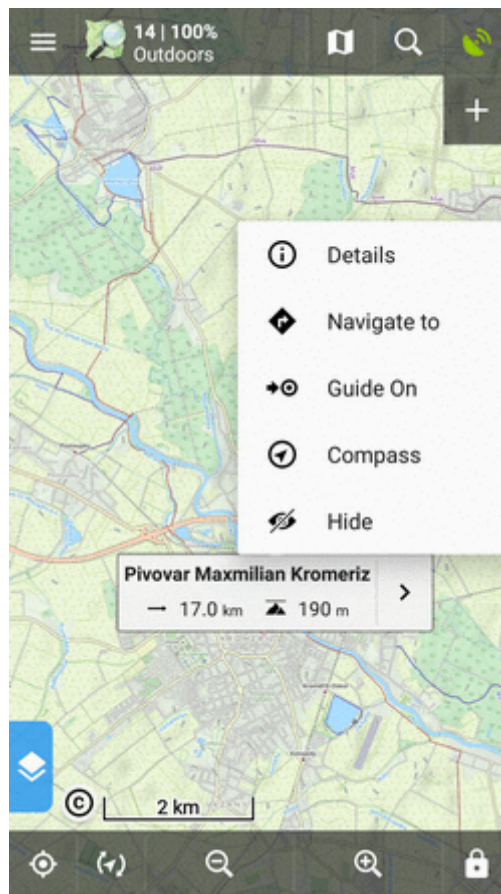 14 | 100%
Outdoors
Details
Navigate to
Guide On
Compass
Hide
Pivovar Maxmilian Kromeriz
17.0 km
190 m
© 2 km